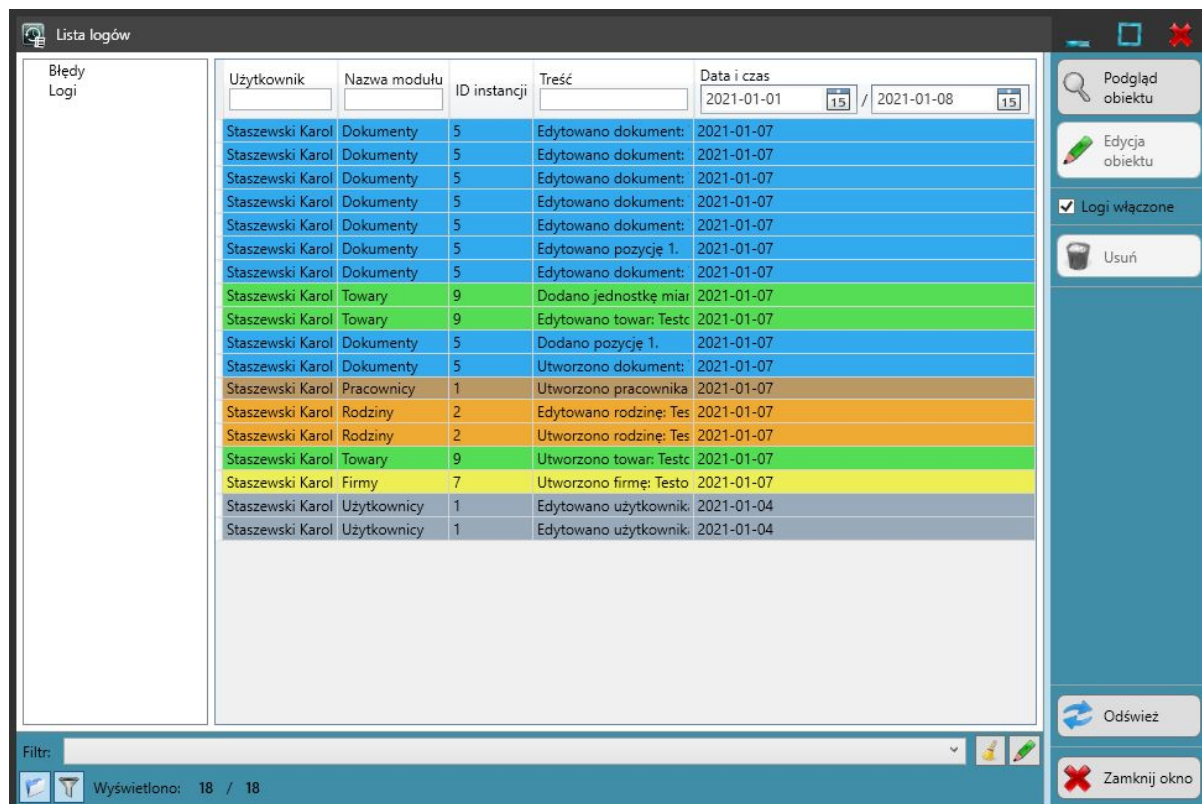 Lista logów
Błędy
Logi
Użytkownik Nazwa modułu ID instancji Treść Data i czas
2021-01-01 15 / 2021-01-08 15
Staszewski Karol Dokumenty 5 Edytowano dokument: 2021-01-07
Staszewski Karol Dokumenty 5 Edytowano dokument: 2021-01-07
Staszewski Karol Dokumenty 5 Edytowano dokument: 2021-01-07
Staszewski Karol Dokumenty 5 Edytowano dokument: 2021-01-07
Staszewski Karol Dokumenty 5 Edytowano dokument: 2021-01-07
Staszewski Karol Dokumenty 5 Edytowano pozycję 1. 2021-01-07
Staszewski Karol Dokumenty 5 Edytowano dokument: 2021-01-07
Staszewski Karol Towary 9 Dodano jednostkę miar 2021-01-07
Staszewski Karol Towary 9 Edytowano towar: Testc 2021-01-07
Staszewski Karol Dokumenty 5 Dodano pozycję 1. 2021-01-07
Staszewski Karol Dokumenty 5 Utworzono dokument: 2021-01-07
Staszewski Karol Pracownicy 1 Utworzono pracownika 2021-01-07
Staszewski Karol Rodziny 2 Edytowano rodzinę: Tes 2021-01-07
Staszewski Karol Rodziny 2 Utworzono rodzinę: Tes 2021-01-07
Staszewski Karol Towary 9 Utworzono towar: Testc 2021-01-07
Staszewski Karol Firmy 7 Utworzono firmę: Testo 2021-01-07
Staszewski Karol Użytkownicy 1 Edytowano użytkownika 2021-01-04
Staszewski Karol Użytkownicy 1 Edytowano użytkownika 2021-01-04
Podgląd
obiektu
Edycja
obiektu
Logi włączone
Usuń
Odśwież
Zamknij okno
Filtr:
Wyświetlono: 18 / 18